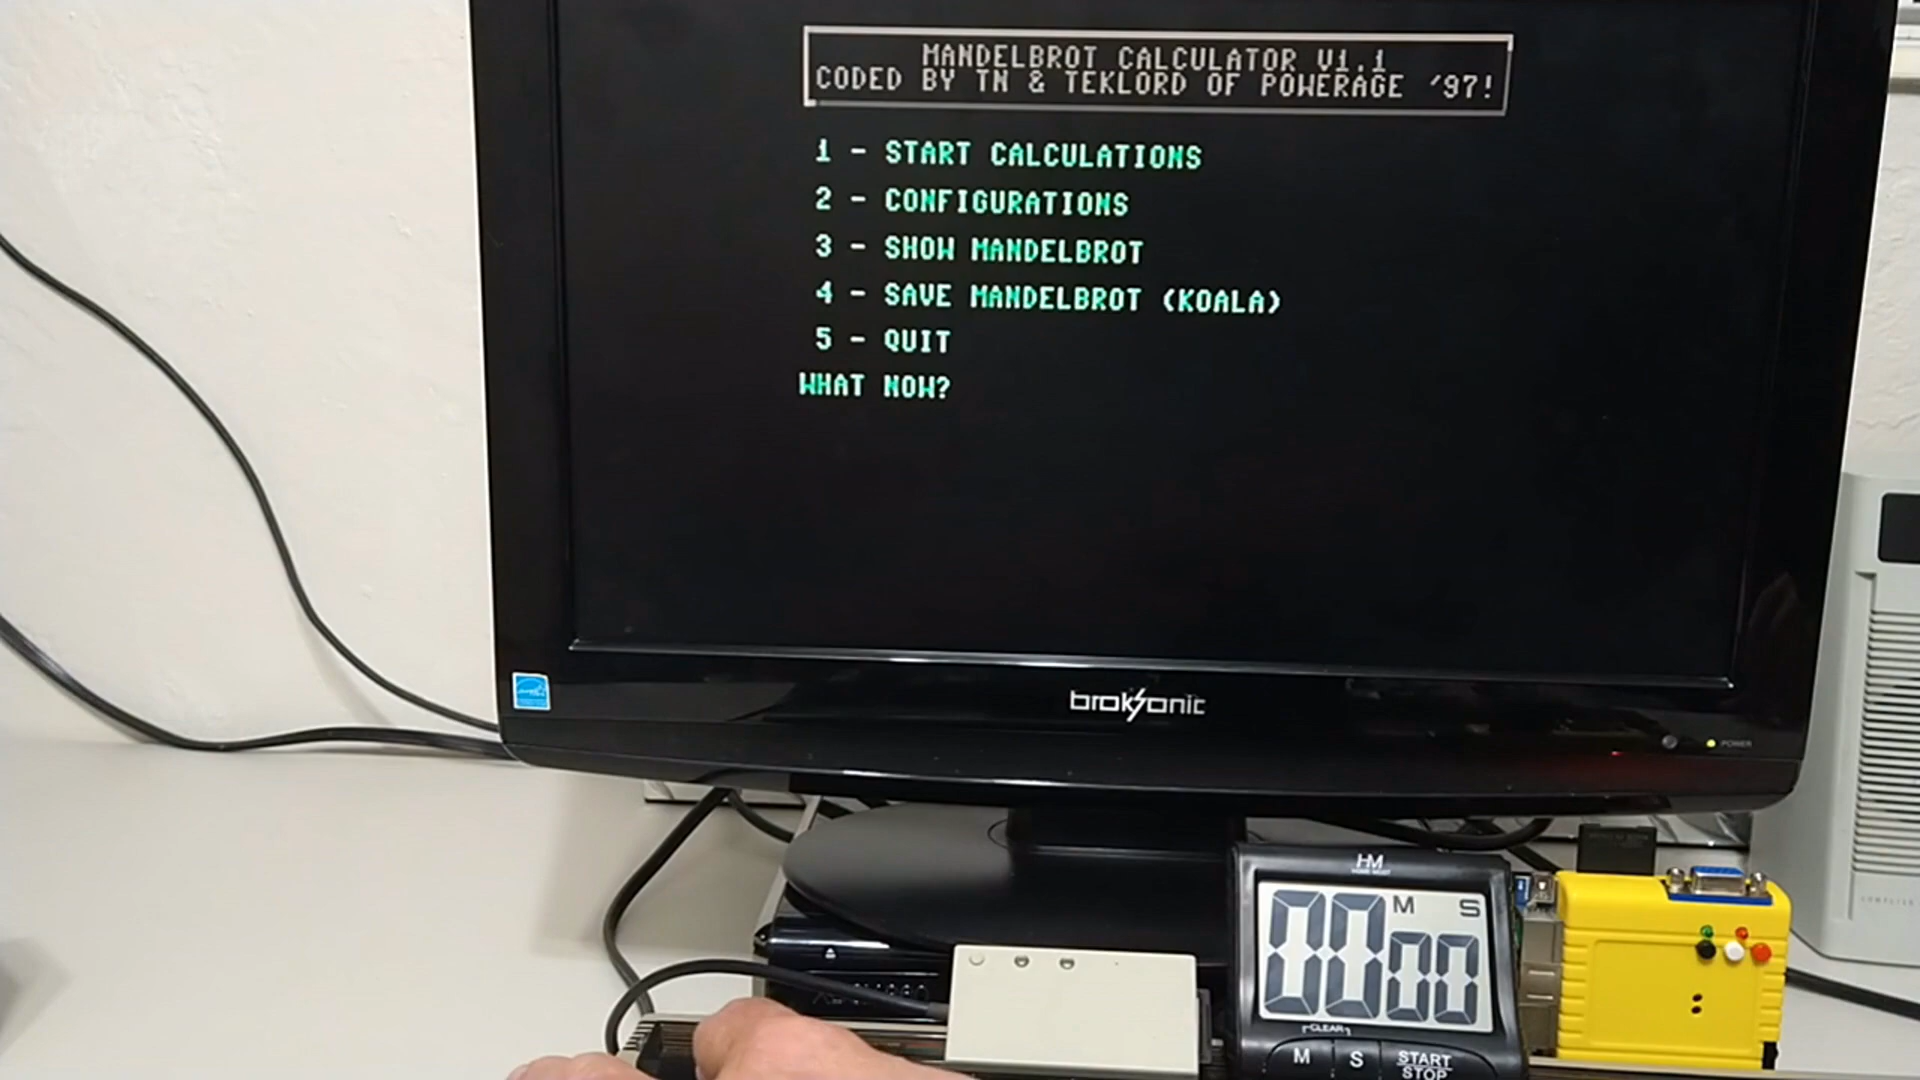 MANDELBROT CALCULATOR V1.1
CODED BY TN & TEKLORD OF POWERAGE '97!
1 - START CALCULATIONS
2 - CONFIGURATIONS
3 - SHOW MANDELBROT
4 - SAVE MANDELBROT (KOALA)
5 - QUIT
WHAT NOW?
broksonic
POWER
HM
M S
00 00
CLEAR
M S START
STOP